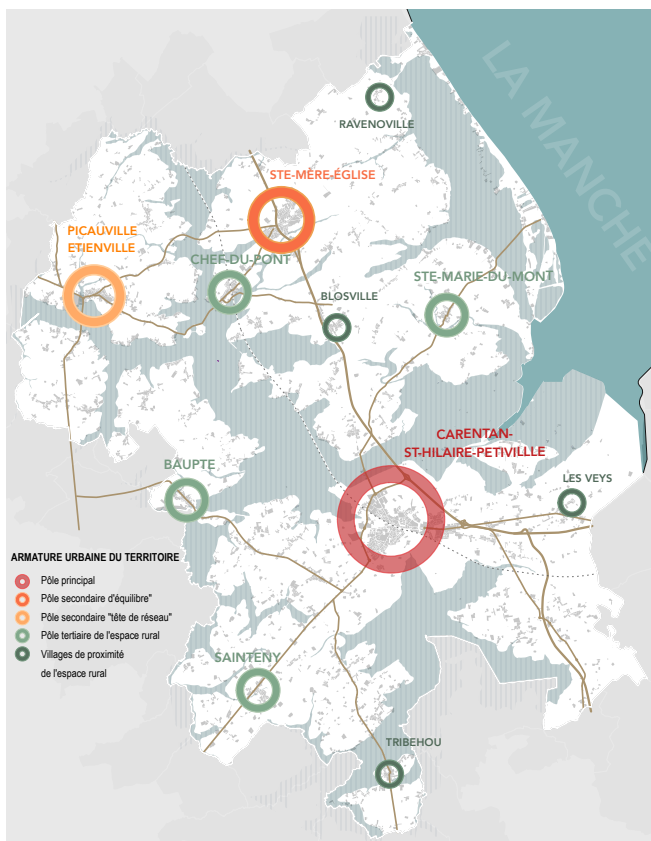 LA MANCHE
RAVENOVILLE
STE-MÈRE-ÉGLISE
PICAUVILLE
ETIENVILLE
CHEF-DU-PONT
STE-MARIE-DU-MONT
BLOSVILLE
CARENTAN-
ST-HILAIRE-PETIVILLLE
BAUPTE
LES VEYS
ARMATURE URBAINE DU TERRITOIRE
Pôle principal
Pôle secondaire d'équilibre"
Pôle secondaire "tête de réseau"
Pôle tertiaire de l'espace rural
Villages de proximité
de l'espace rural
SAINTENY
TRIBEHOU